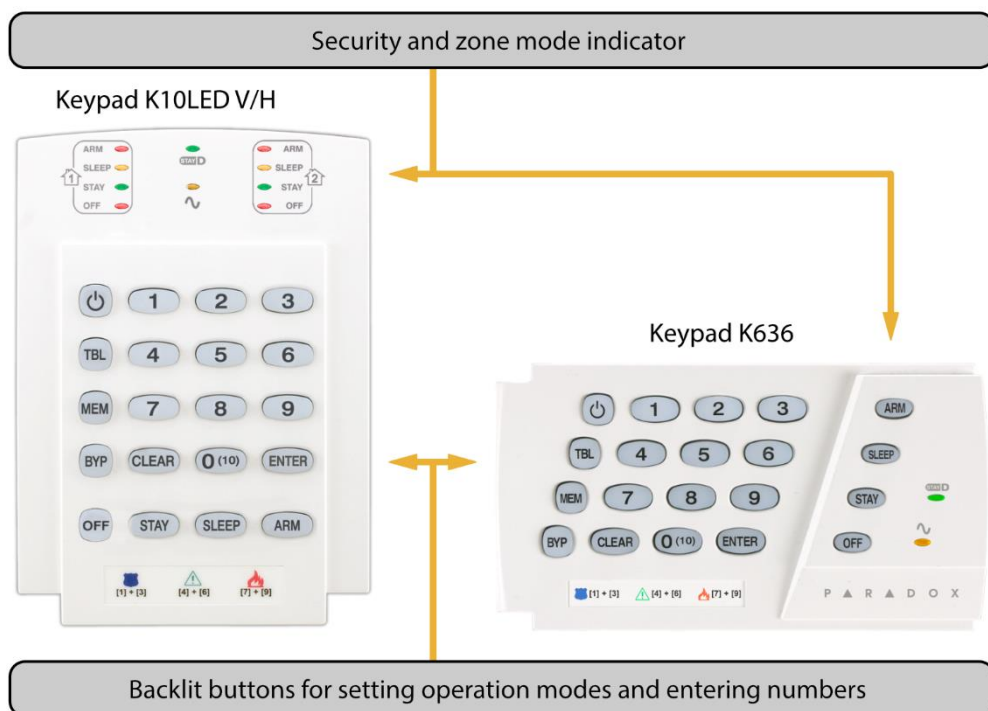 Security and zone mode indicator
Keypad K10LED V/H
ARM
SLEEP
STAY
OFF
1
STAY D
ARM
SLEEP
STAY
OFF
2
1 2 3
TBL 4 5 6
MEM 7 8 9
BYP CLEAR 0 (10) ENTER
OFF STAY SLEEP ARM
[1] + [3] [4] + [6] [7] + [9]
Keypad K636
1 2 3 ARM
TBL 4 5 6 SLEEP
MEM 7 8 9 STAY STAY D
BYP CLEAR 0 (10) ENTER OFF
[1] + [3] [4] + [6] [7] + [9]
PARADOX
Backlit buttons for setting operation modes and entering numbers